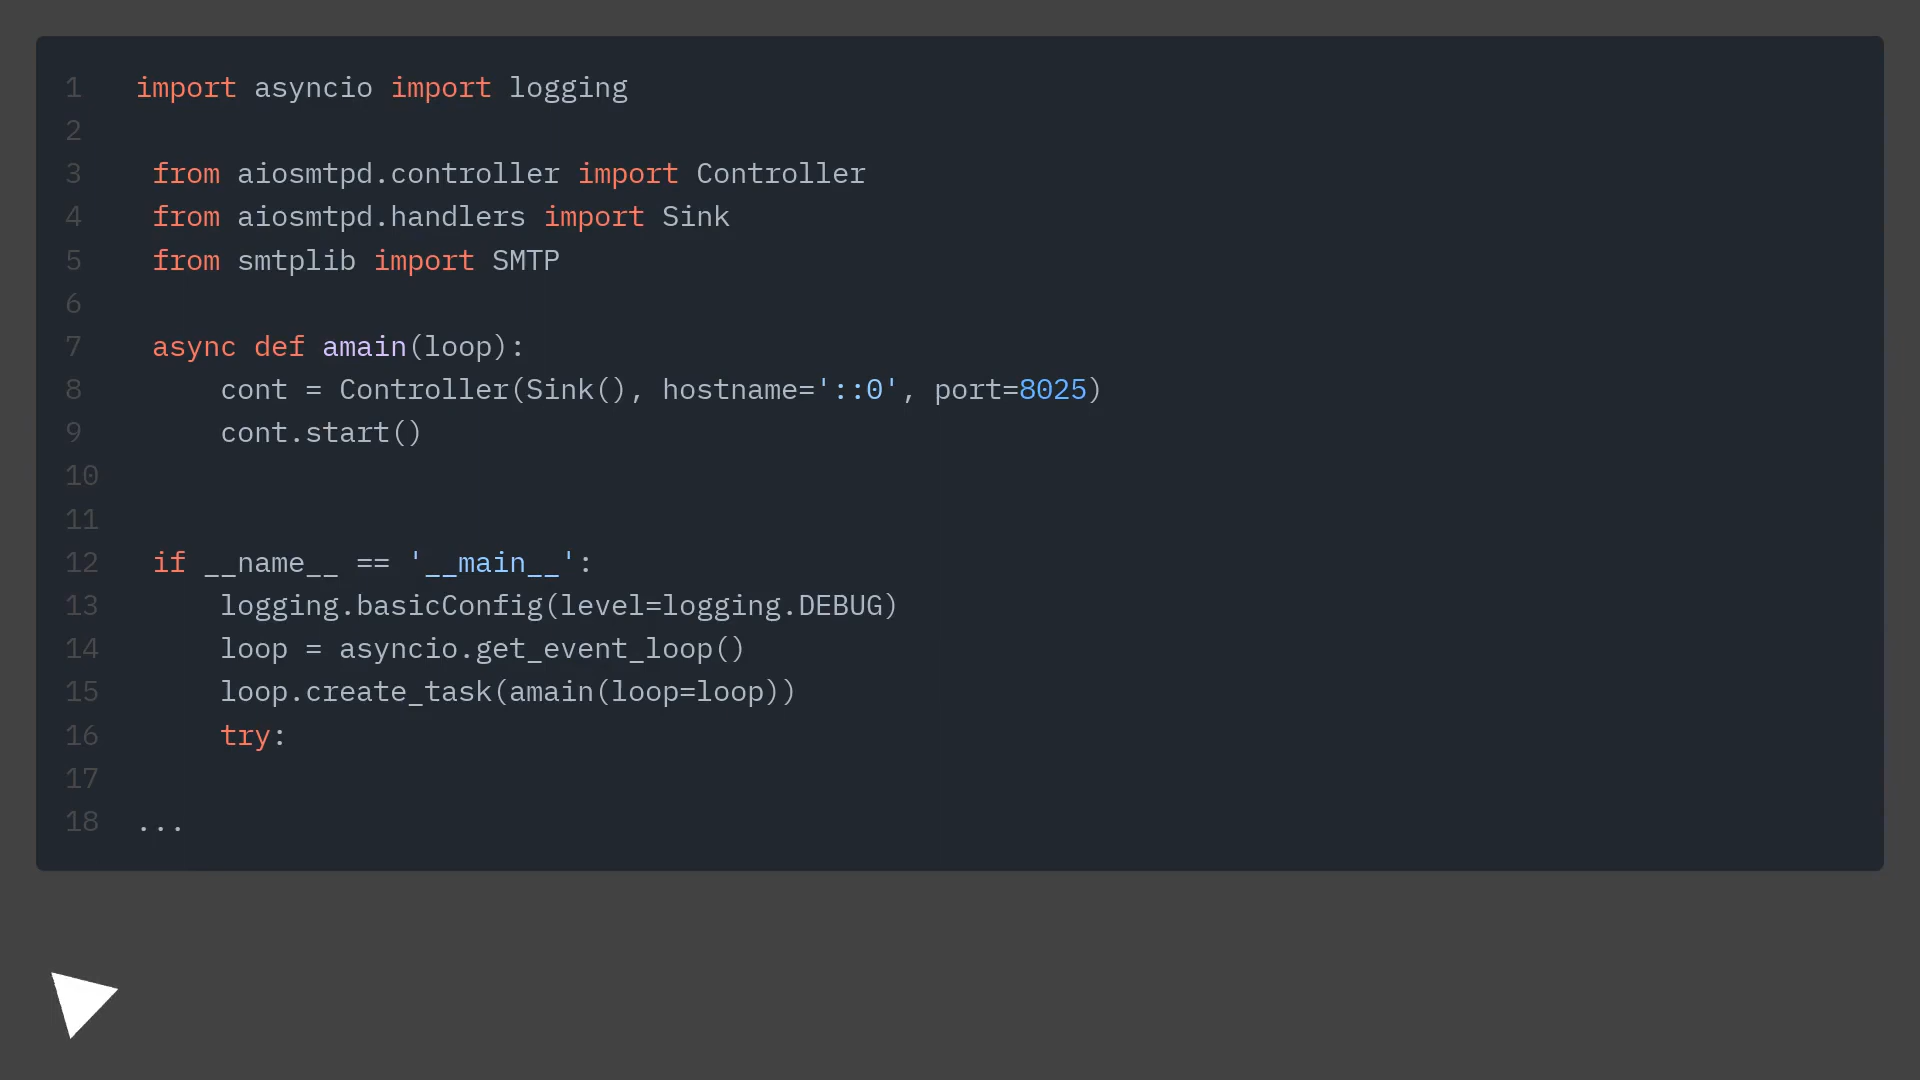 1 import asyncio import logging
2
3 from aiosmtpd.controller import Controller
4 from aiosmtpd.handlers import Sink
5 from smtplib import SMTP
6
7 async def amain(loop):
8 cont = Controller(Sink(), hostname='::0', port=8025)
9 cont.start()
10
11
12 if __name__ == '__main__':
13 logging.basicConfig(level=logging.DEBUG)
14 loop = asyncio.get_event_loop()
15 loop.create_task(amain(loop=loop))
16 try:
17
18 ...